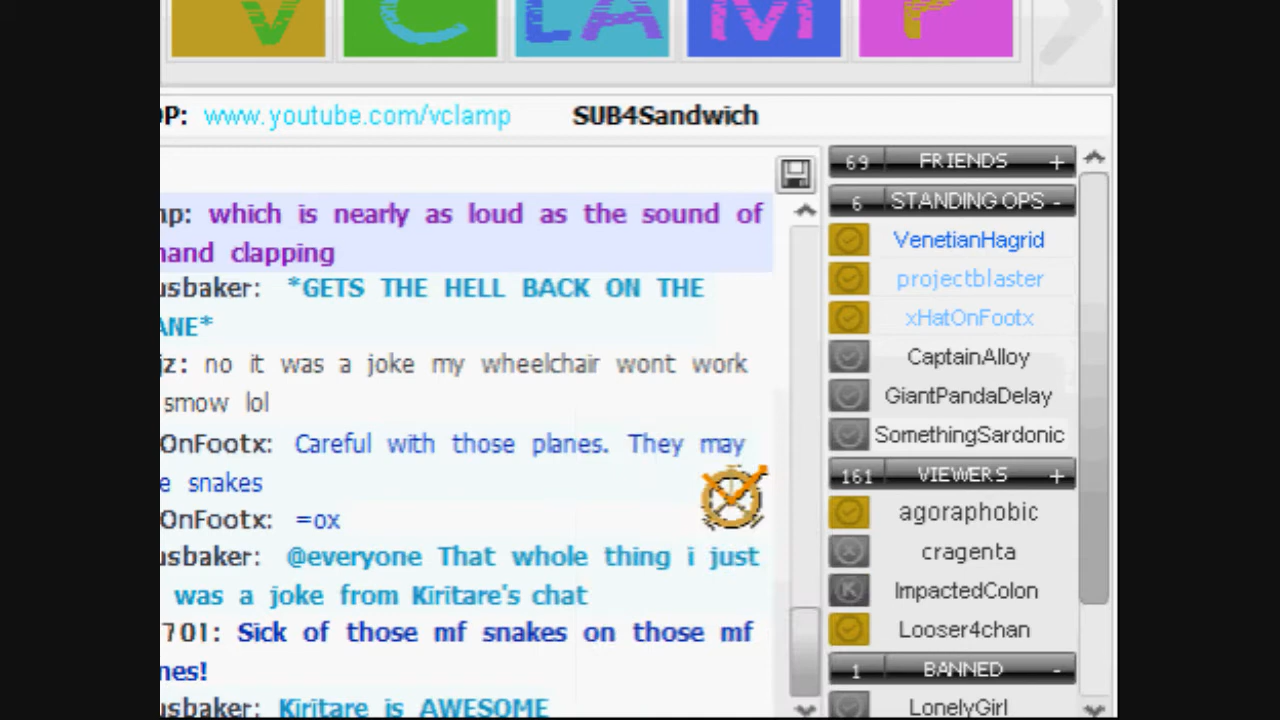 V C L A M P
OP: www.youtube.com/vclamp SUB4Sandwich
69 FRIENDS +
6 STANDING OPS -
VenetianHagrid
projectblaster
xHatOnFootx
CaptainAlloy
GiantPandaDelay
SomethingSardonic
161 VIEWERS +
agoraphobic
cragenta
ImpactedColon
Looser4chan
1 BANNED -
LonelyGirl
mp: which is nearly as loud as the sound of
hand clapping
usbaker: *GETS THE HELL BACK ON THE
ANE*
jz: no it was a joke my wheelchair wont work
smow lol
OnFootx: Careful with those planes. They may
e snakes
OnFootx: =ox
usbaker: @everyone That whole thing i just
was a joke from Kiritare's chat
701: Sick of those mf snakes on those mf
nes!
usbaker: Kiritare is AWESOME